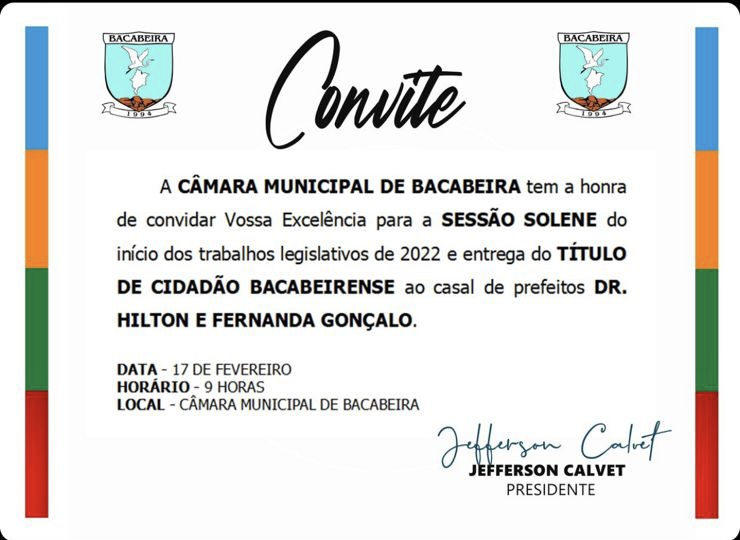 BACABEIRA
1994
Convite
BACABEIRA
1994
A CÂMARA MUNICIPAL DE BACABEIRA tem a honra
de convidar Vossa Excelência para a SESSÃO SOLENE do
início dos trabalhos legislativos de 2022 e entrega do TÍTULO
DE CIDADÃO BACABEIRENSE ao casal de prefeitos DR.
HILTON E FERNANDA GONÇALO.
DATA - 17 DE FEVEREIRO
HORÁRIO - 9 HORAS
LOCAL - CÂMARA MUNICIPAL DE BACABEIRA
Jefferson Calvet
JEFFERSON CALVET
PRESIDENTE